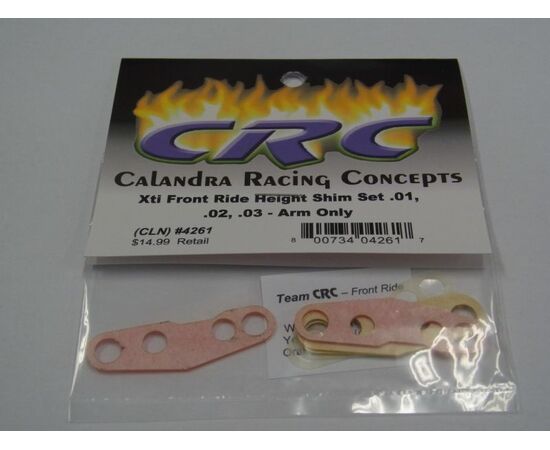 CRC
Calandra Racing Concepts
Xti Front Ride Height Shim Set .01,
.02, .03 - Arm Only
(CLN) #4261
$14.99 Retail
8 00734 04261 7
Team CRC – Front Ride